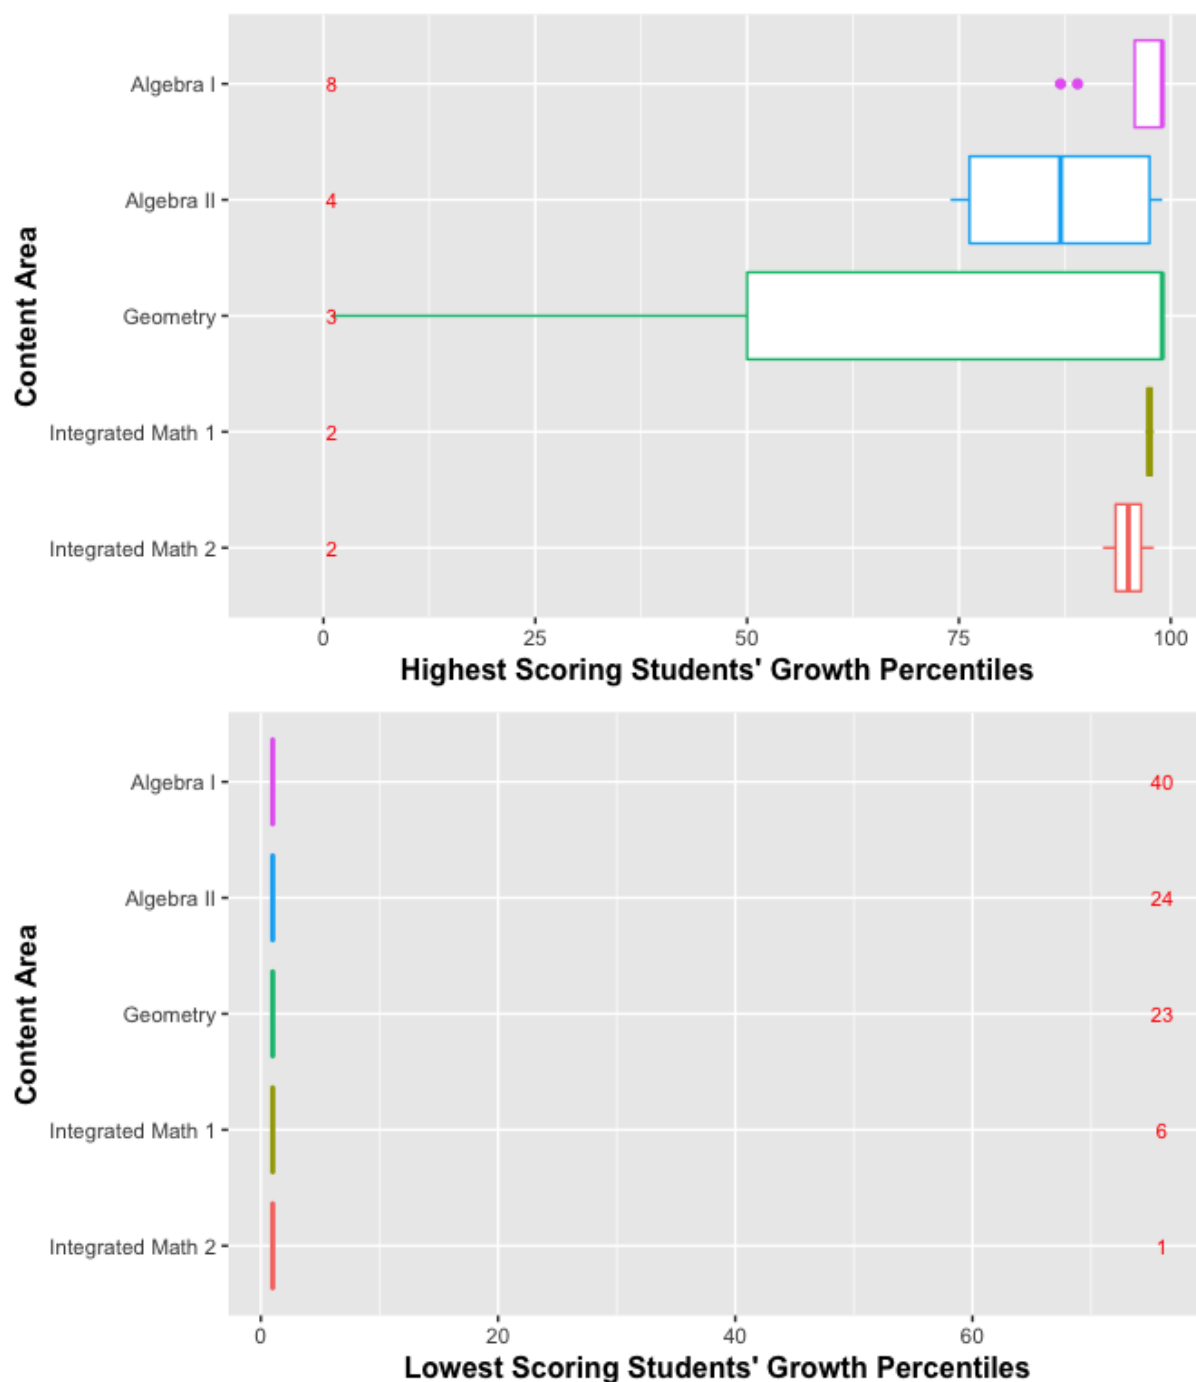 Algebra I 8
Algebra II 4
Geometry 3
Integrated Math 1 2
Integrated Math 2 2
Content Area
0 25 50 75 100
Highest Scoring Students' Growth Percentiles
Algebra I 40
Algebra II 24
Geometry 23
Integrated Math 1 6
Integrated Math 2 1
Content Area
0 20 40 60
Lowest Scoring Students' Growth Percentiles